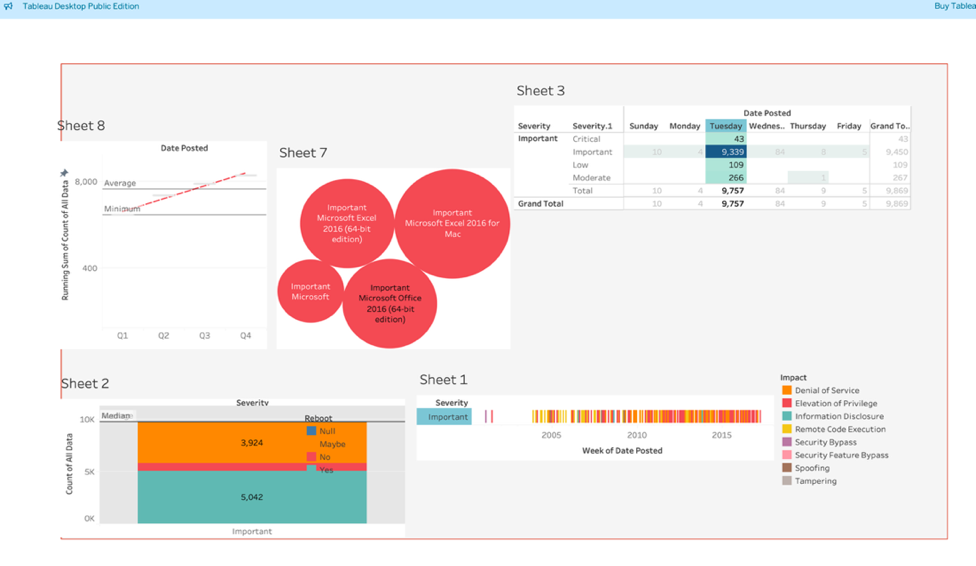 Tableau Desktop Public Edition
Buy Tablea
Sheet 8
Date Posted
Running Sum of Count of All Data
8,000
Average
Minimum
400
Q1 Q2 Q3 Q4
Sheet 7
Important
Microsoft Excel
2016 (64-bit
edition)
Important
Microsoft Excel 2016 for
Mac
Important
Microsoft
Important
Microsoft Office
2016 (64-bit
edition)
Sheet 3
Date Posted
Severity Severity.1 Sunday Monday Tuesday Wednes.. Thursday Friday Grand To..
Important Critical 43 43
Important 10 4 9,339 84 8 5 9,450
Low 109 109
Moderate 266 1 267
Total 10 4 9,757 84 9 5 9,869
Grand Total 10 4 9,757 84 9 5 9,869
Sheet 2
Severity
Count of All Data
10K
5K
0K
Median
3,924
5,042
Important
Reboot
Null
Maybe
No
Yes
Sheet 1
Severity
Important
2005 2010 2015
Week of Date Posted
Impact
Denial of Service
Elevation of Privilege
Information Disclosure
Remote Code Execution
Security Bypass
Security Feature Bypass
Spoofing
Tampering